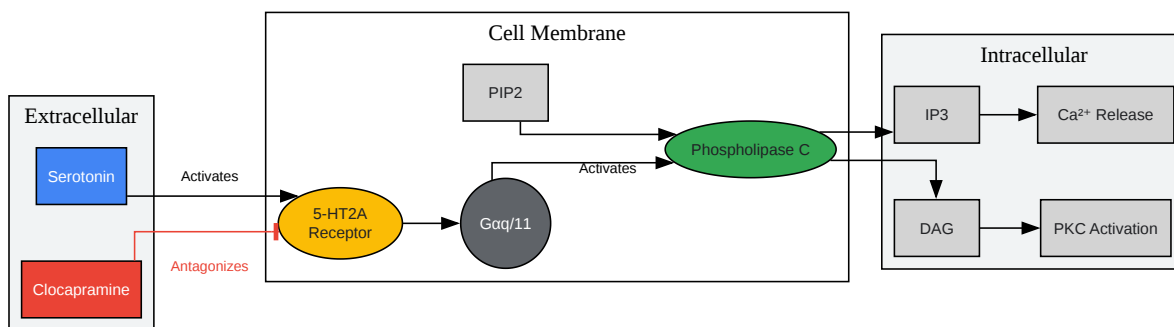 Cell Membrane
Extracellular
Intracellular
PIP2
IP3
Ca²⁺ Release
Serotonin
Activates
Activates
Phospholipase C
5-HT2A
Receptor
Gαq/11
DAG
PKC Activation
Clocapramine
Antagonizes